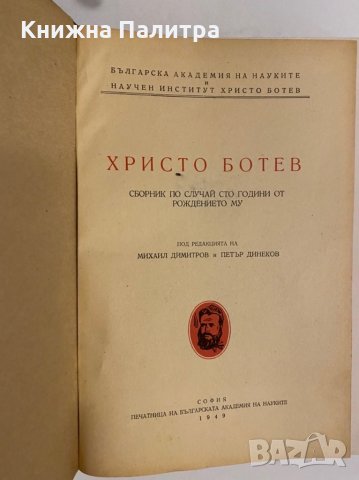 Книжна Палитра
БЪЛГАРСКА АКАДЕМИЯ НА НАУКИТЕ
И
НАУЧЕН ИНСТИТУТ ХРИСТО БОТЕВ
ХРИСТО БОТЕВ
СБОРНИК ПО СЛУЧАЙ СТО ГОДИНИ ОТ
РОЖДЕНИЕТО МУ
ПОД РЕДАКЦИЯТА НА
МИХАИЛ ДИМИТРОВ И ПЕТЪР ДИНЕКОВ
СОФИЯ
ПЕЧАТНИЦА НА БЪЛГАРСКАТА АКАДЕМИЯ НА НАУКИТЕ
1949
BAZAR